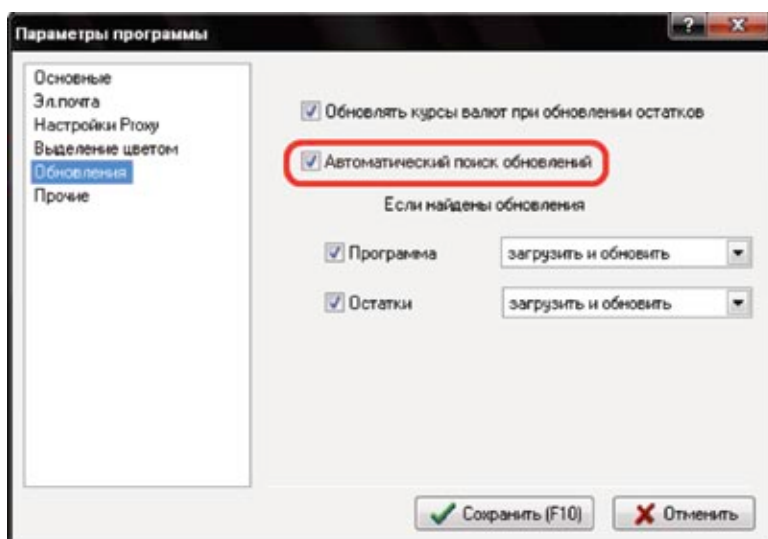 Параметры программы
?
Основные
Эл.почта
Настройки Proxy
Выделение цветом
Обновления
Прочие
Обновлять курсы валют при обновлении остатков
Автоматический поиск обновлений
Если найдены обновления
Программа загрузить и обновить
Остатки загрузить и обновить
Сохранить (F10) Отменить